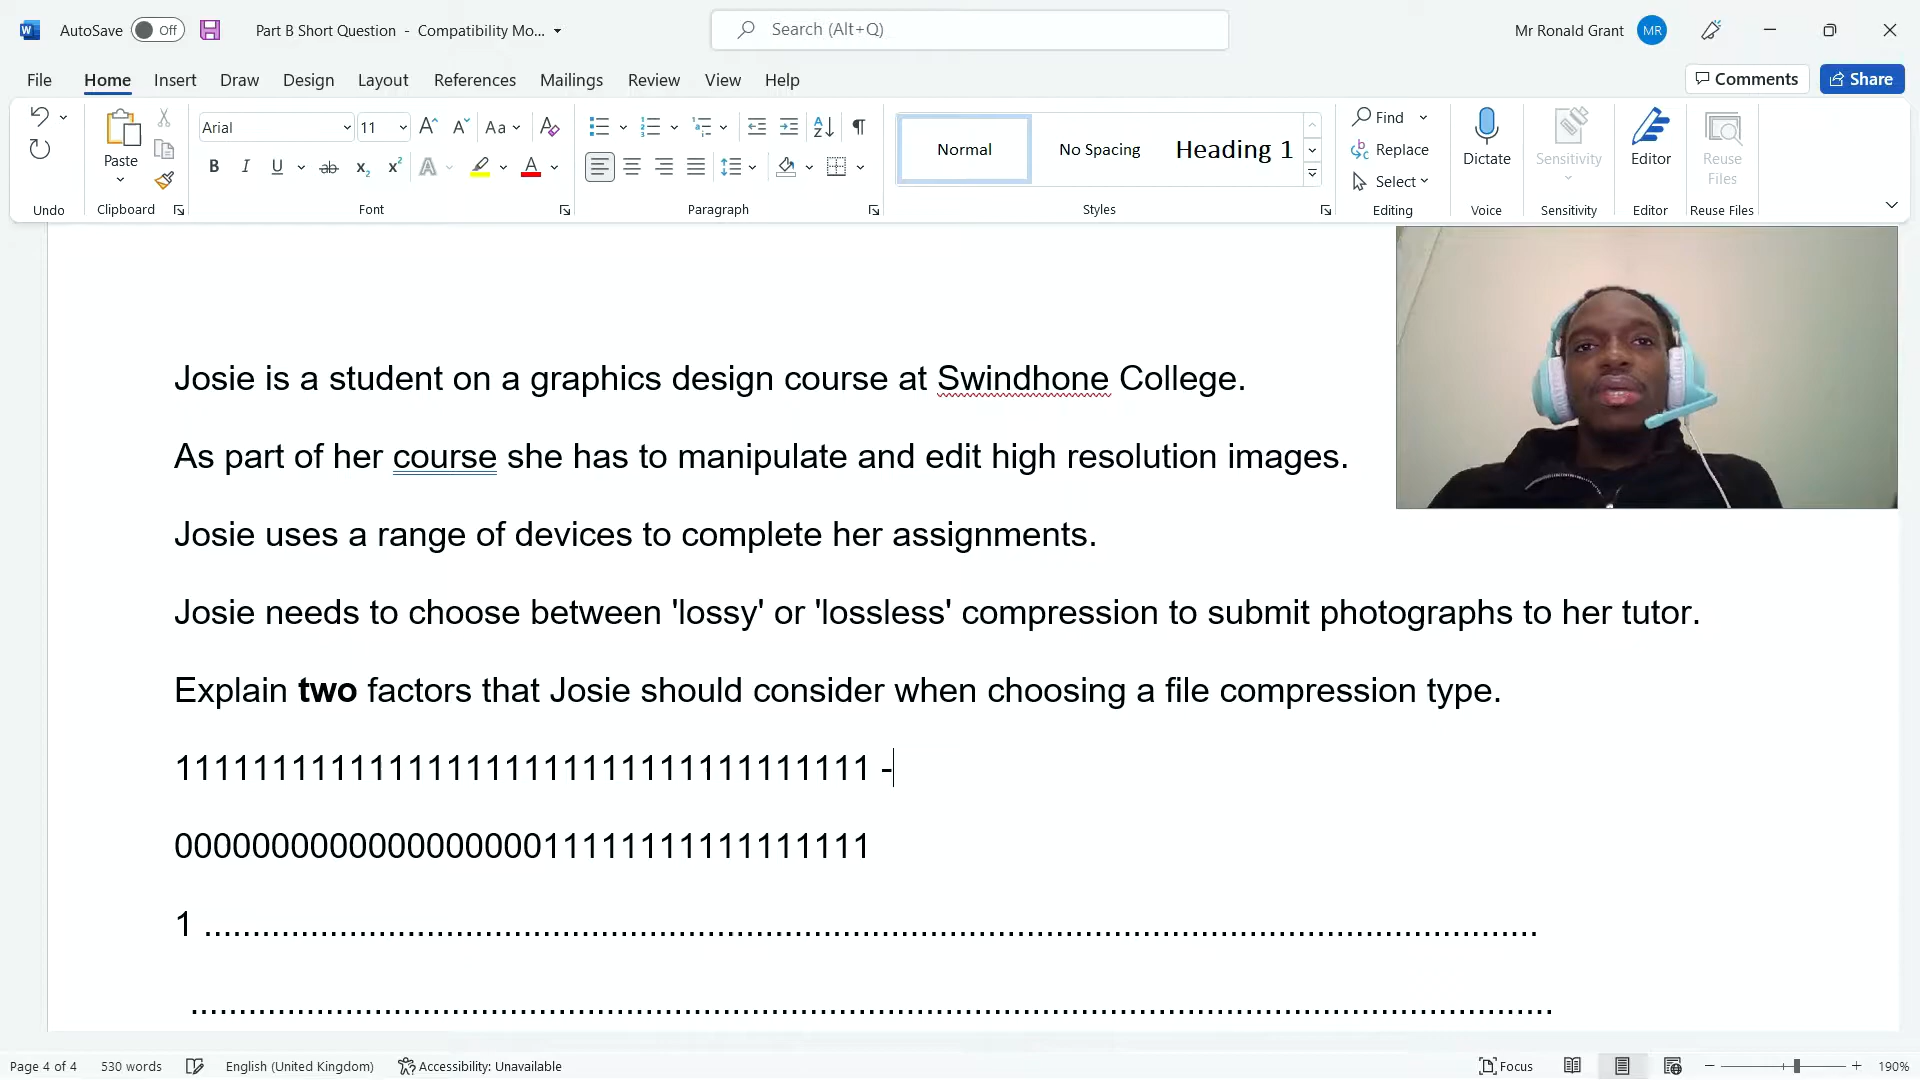 AutoSave Off Part B Short Question - Compatibility Mo... Search (Alt+Q) Mr Ronald Grant MR
File Home Insert Draw Design Layout References Mailings Review View Help Comments Share
Paste
Arial 11 Aa
B I U ab x₂ x² A A
Normal No Spacing Heading 1
Find
Replace
Select
Dictate Sensitivity Editor Reuse Files
Undo Clipboard Font Paragraph Styles Editing Voice Sensitivity Editor Reuse Files
Josie is a student on a graphics design course at Swindhone College.
As part of her course she has to manipulate and edit high resolution images.
Josie uses a range of devices to complete her assignments.
Josie needs to choose between 'lossy' or 'lossless' compression to submit photographs to her tutor.
Explain two factors that Josie should consider when choosing a file compression type.
111111111111111111111111111111111111 -
000000000000000000011111111111111111
1 ..........................................................................................................................................
..............................................................................................................................................
Page 4 of 4 530 words English (United Kingdom) Accessibility: Unavailable Focus 190%